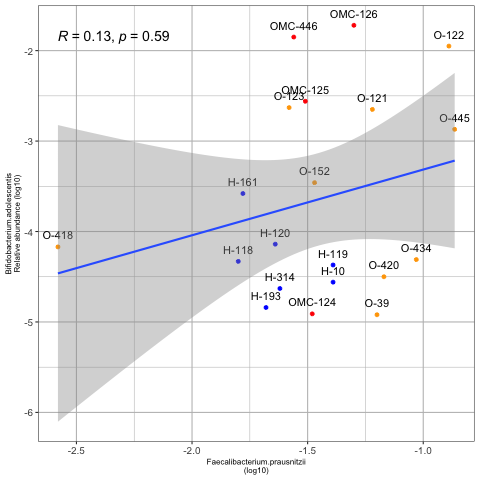 R = 0.13, p = 0.59
OMC-126
OMC-446
O-122
OMC-125
O-123
O-121
O-445
O-152
H-161
O-418
H-120
H-118
O-434
H-119
O-420
H-10
H-314
H-193
OMC-124
O-39
-2
-3
-4
-5
-6
-2.5
-2.0
-1.5
-1.0
Faecalibacterium.prausnitzii
(log10)
Bifidobacterium.adolescentis
Relative abundance (log10)